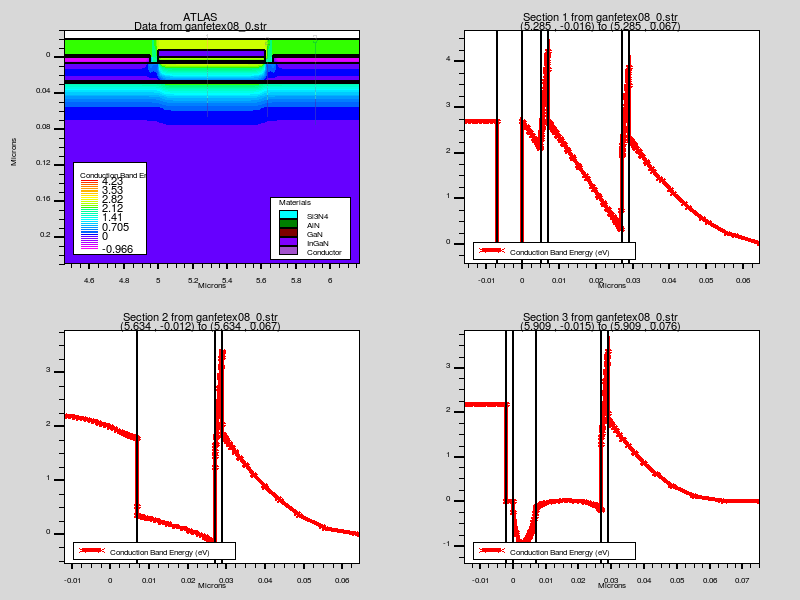 ATLAS
Data from ganfetex08_0.str
0
0.04
0.08
0.12
0.16
0.2
Microns
Conduction Band En
4.23
3.53
2.82
2.12
1.41
0.705
0
-0.966
Materials
Si3N4
AlN
GaN
InGaN
Conductor
4.6 4.8 5 5.2 5.4 5.6 5.8 6
Microns
Section 1 from ganfetex08_0.str
(5.285 , -0.016) to (5.285 , 0.067)
4
3
2
1
0
Conduction Band Energy (eV)
-0.01 0 0.01 0.02 0.03 0.04 0.05 0.06
Microns
Section 2 from ganfetex08_0.str
(5.634 , -0.012) to (5.634 , 0.067)
3
2
1
0
Conduction Band Energy (eV)
-0.01 0 0.01 0.02 0.03 0.04 0.05 0.06
Microns
Section 3 from ganfetex08_0.str
(5.909 , -0.015) to (5.909 , 0.076)
3
2
1
0
-1
Conduction Band Energy (eV)
-0.01 0 0.01 0.02 0.03 0.04 0.05 0.06 0.07
Microns